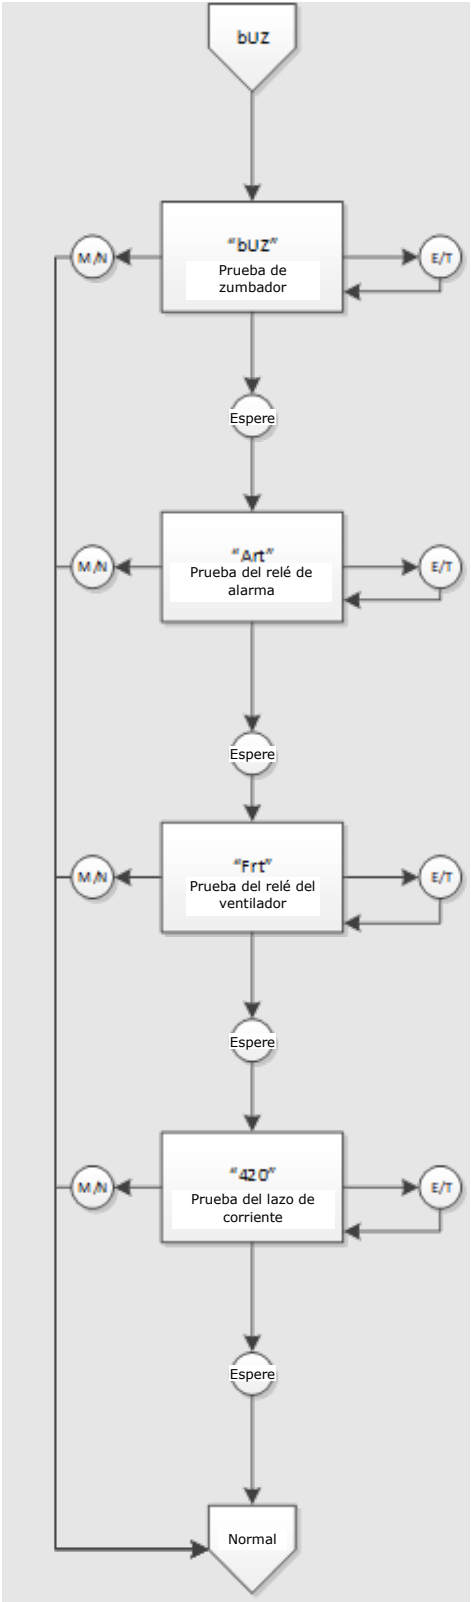 bUZ
“bUZ”
Prueba de
zumbador
M/N
E/T
Espere
“Art”
Prueba del relé de
alarma
M/N
E/T
Espere
“Frt”
Prueba del relé del
ventilador
M/N
E/T
Espere
“420”
Prueba del lazo de
corriente
M/N
E/T
Espere
Normal